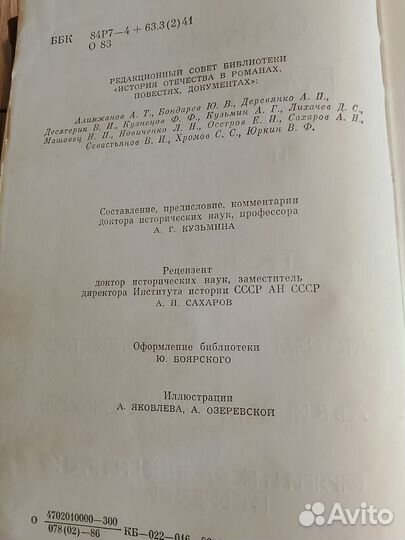 ББК 84Р7—4 + 63.3(2)41
О 83
РЕДАКЦИОННЫЙ СОВЕТ БИБЛИОТЕКИ
«ИСТОРИЯ ОТЕЧЕСТВА В РОМАНАХ,
ПОВЕСТЯХ, ДОКУМЕНТАХ»:
Алимжанов А. Т., Бондарев Ю. В., Деревянко А. П.,
Десятерик В. И., Кузнецов Ф. Ф., Кузьмин А. Г., Лихачев Д. С.,
Машовец Н. П., Новиченко Л. Н., Осетров Е. И., Сахаров А. Н.,
Севастьянов В. И., Хромов С. С., Юркин В. Ф.
Составление, предисловие, комментарии
доктора исторических наук, профессора
А. Г. КУЗЬМИНА
Рецензент
доктор исторических наук, заместитель
директора Института истории СССР АН СССР
А. Н. САХАРОВ
Оформление библиотеки
Ю. БОЯРСКОГО
Иллюстрации
А. ЯКОВЛЕВА, А. ОЗЕРЕВСКОЙ
О 4702010000—300
078(02)—86 КБ—022—016
Avito